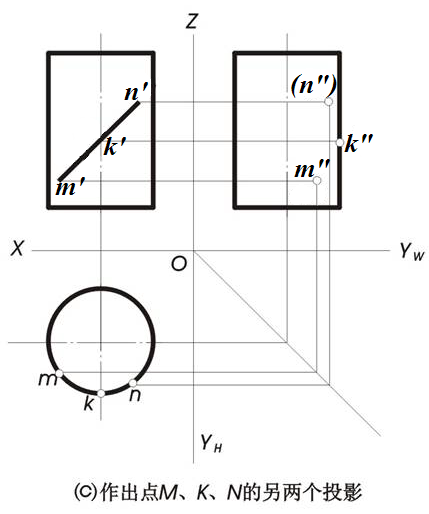 Z
n'
(n")
k'
k"
m'
m"
X
O
Y_W
m
k
n
Y_H
(c)作出点M、K、N的另两个投影